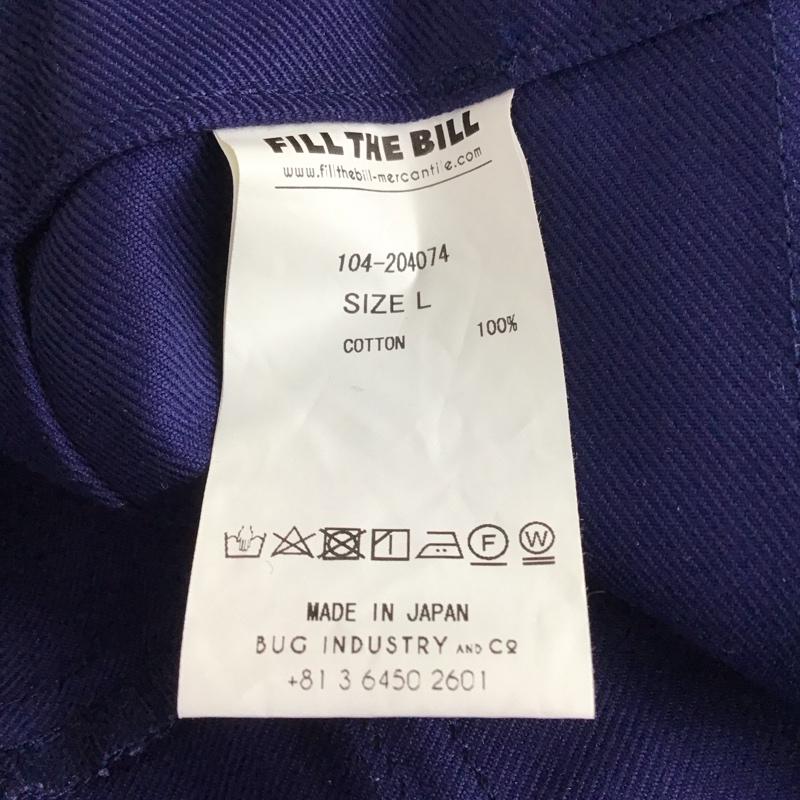 FILL THE BILL
www.fillthebill-mercantile.com
104-204074
SIZE L
COTTON 100%
F W
MADE IN JAPAN
BUG INDUSTRY AND CO
+81 3 6450 2601